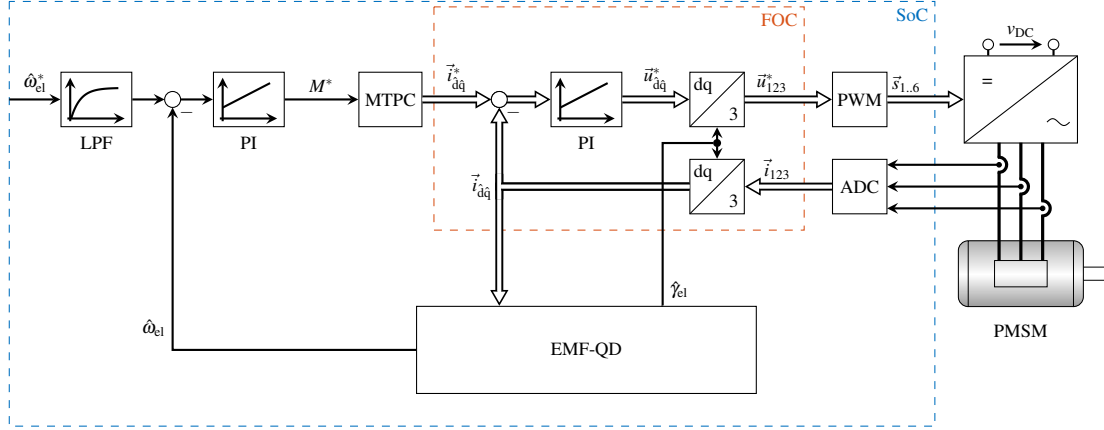 SoC
FOC
v_DC
ω̂*_el
M*
i⃗*_d̂q̂
u⃗*_d̂q̂
dq
u⃗*_123
s⃗_1..6
=
MTPC
PWM
−
−
3
LPF
PI
PI
∼
dq
i⃗_123
ADC
i⃗_d̂q̂
3
γ̂_el
ω̂_el
EMF-QD
PMSM